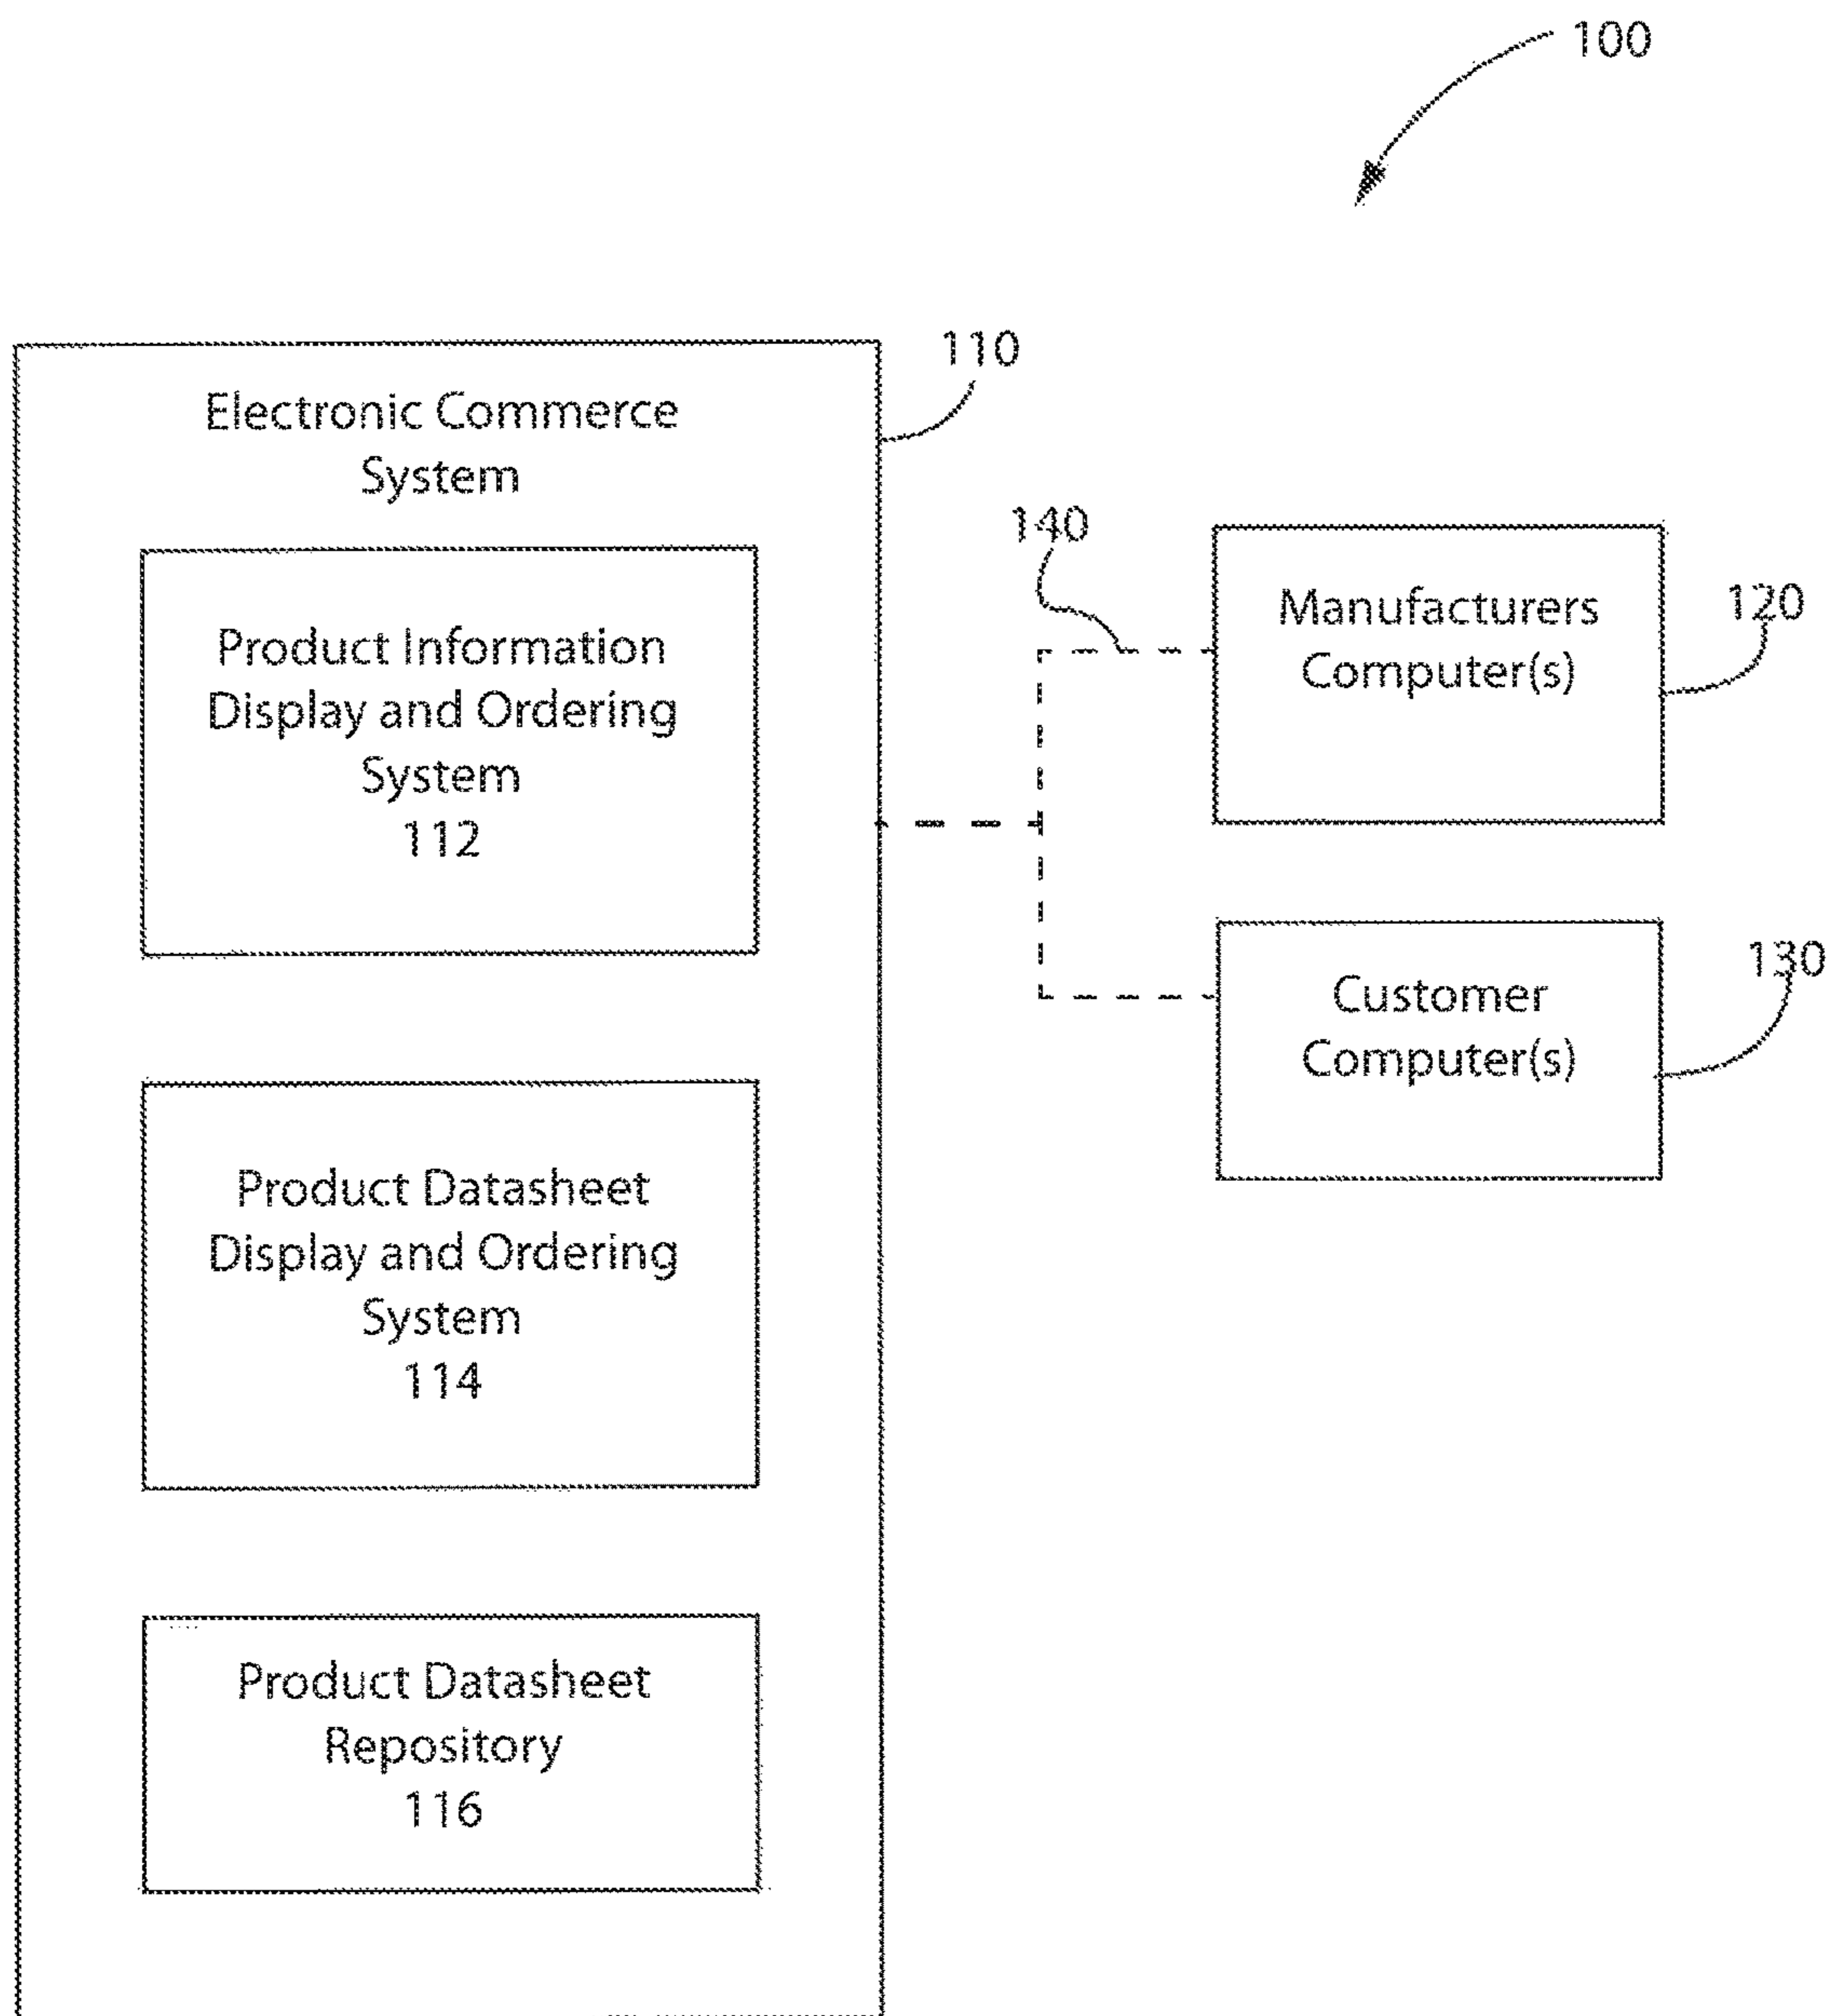 100
110
Electronic Commerce
System
Product Information
Display and Ordering
System
112
Product Datasheet
Display and Ordering
System
114
Product Datasheet
Repository
116
140
Manufacturers
Computer(s)
120
Customer
Computer(s)
130